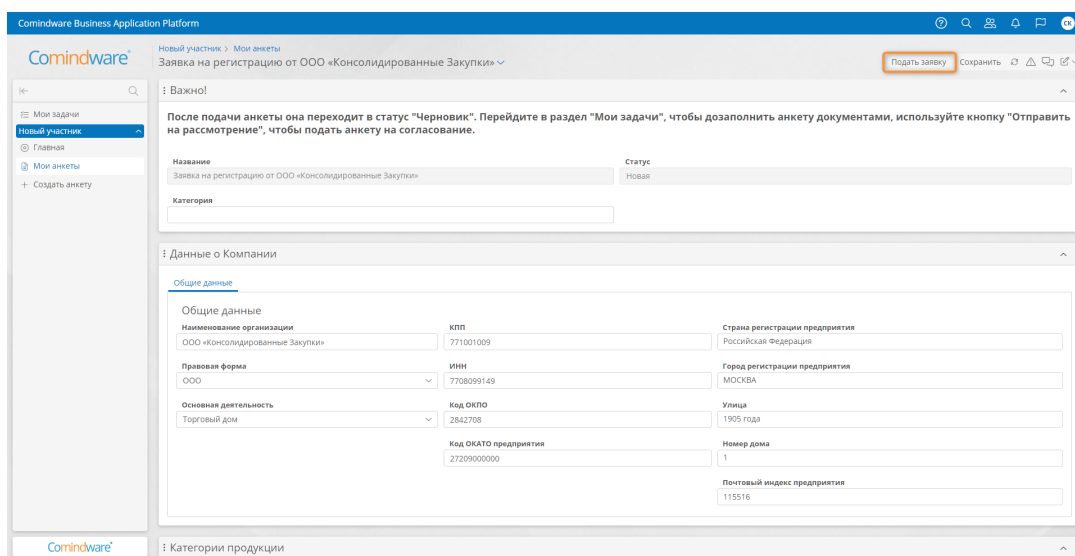 Comindware Business Application Platform
CK
Comindware®
Новый участник > Мои анкеты
Заявка на регистрацию от ООО «Консолидированные Закупки»
Подать заявку
Сохранить
Мои задачи
Новый участник
Главная
Мои анкеты
+ Создать анкету
Важно!
После подачи анкеты она переходит в статус "Черновик". Перейдите в раздел "Мои задачи", чтобы дозаполнить анкету документами, используйте кнопку "Отправить
на рассмотрение", чтобы подать анкету на согласование.
Название
Статус
Заявка на регистрацию от ООО «Консолидированные Закупки»
Новая
Категория
Данные о Компании
Общие данные
Общие данные
Наименование организации
КПП
Страна регистрации предприятия
ООО «Консолидированные Закупки»
771001009
Российская Федерация
Правовая форма
ИНН
Город регистрации предприятия
ООО
7708099149
МОСКВА
Основная деятельность
Код ОКПО
Улица
Торговый дом
2842708
1905 года
Код ОКАТО предприятия
Номер дома
27209000000
1
Почтовый индекс предприятия
115516
Comindware®
Категории продукции